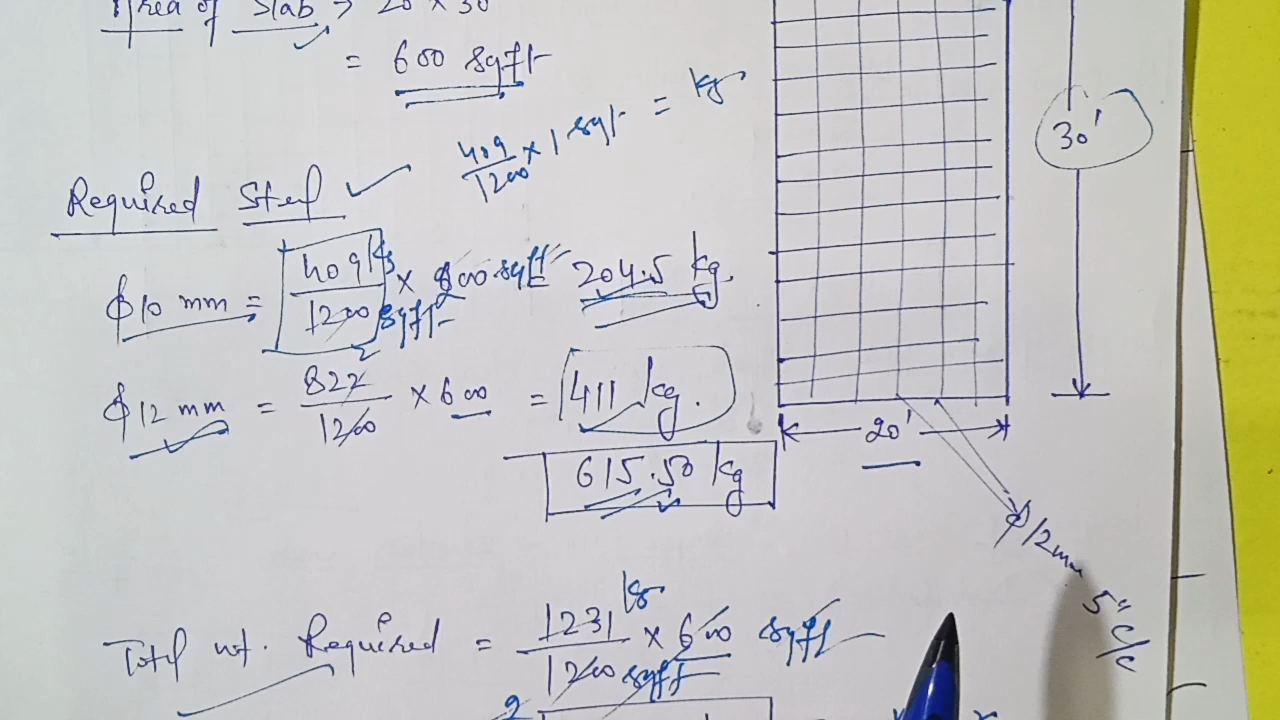 Area of Slab → 20 × 30
= 600 sqft
409/1200 × 1 sqft = kg
Required Steel
ϕ10 mm = 409 kg/1200 sqft × 600 sqft 204.5 kg.
ϕ12 mm = 822/1200 × 600 = 411 kg.
615.50 kg
Total wt. Required = 1231 kg/1200 sqft × 600 sqft
2
30'
20'
ϕ12mm
5" c/c